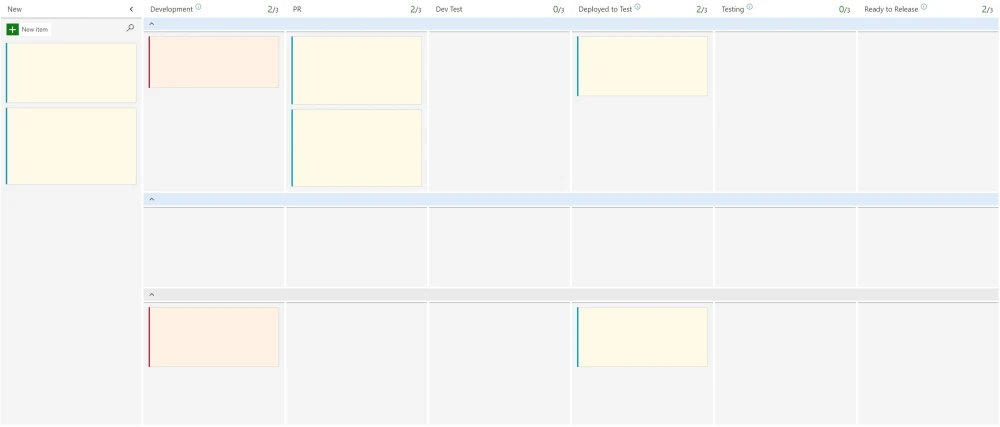 New
Development 2/3
PR 2/3
Dev Test 0/3
Deployed to Test 2/3
Testing 0/3
Ready to Release 2/3
New item